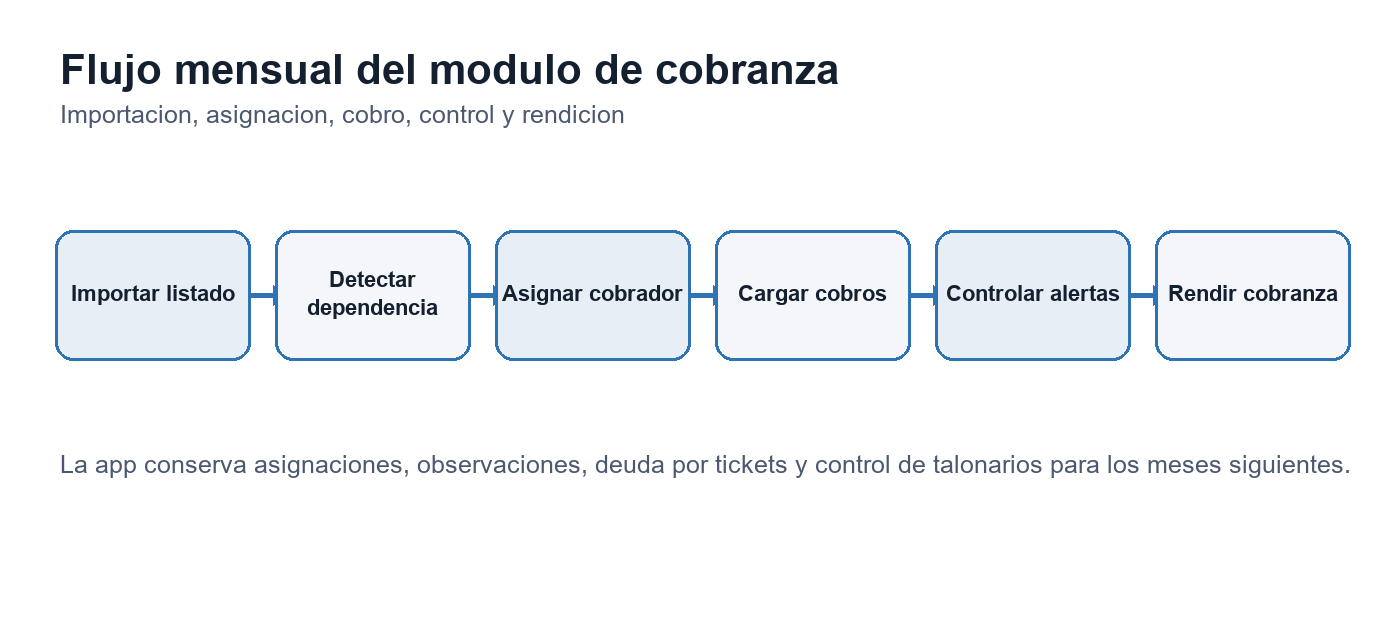 Flujo mensual del modulo de cobranza
Importacion, asignacion, cobro, control y rendicion
Importar listado
Detectar
dependencia
Asignar cobrador
Cargar cobros
Controlar alertas
Rendir cobranza
La app conserva asignaciones, observaciones, deuda por tickets y control de talonarios para los meses siguientes.